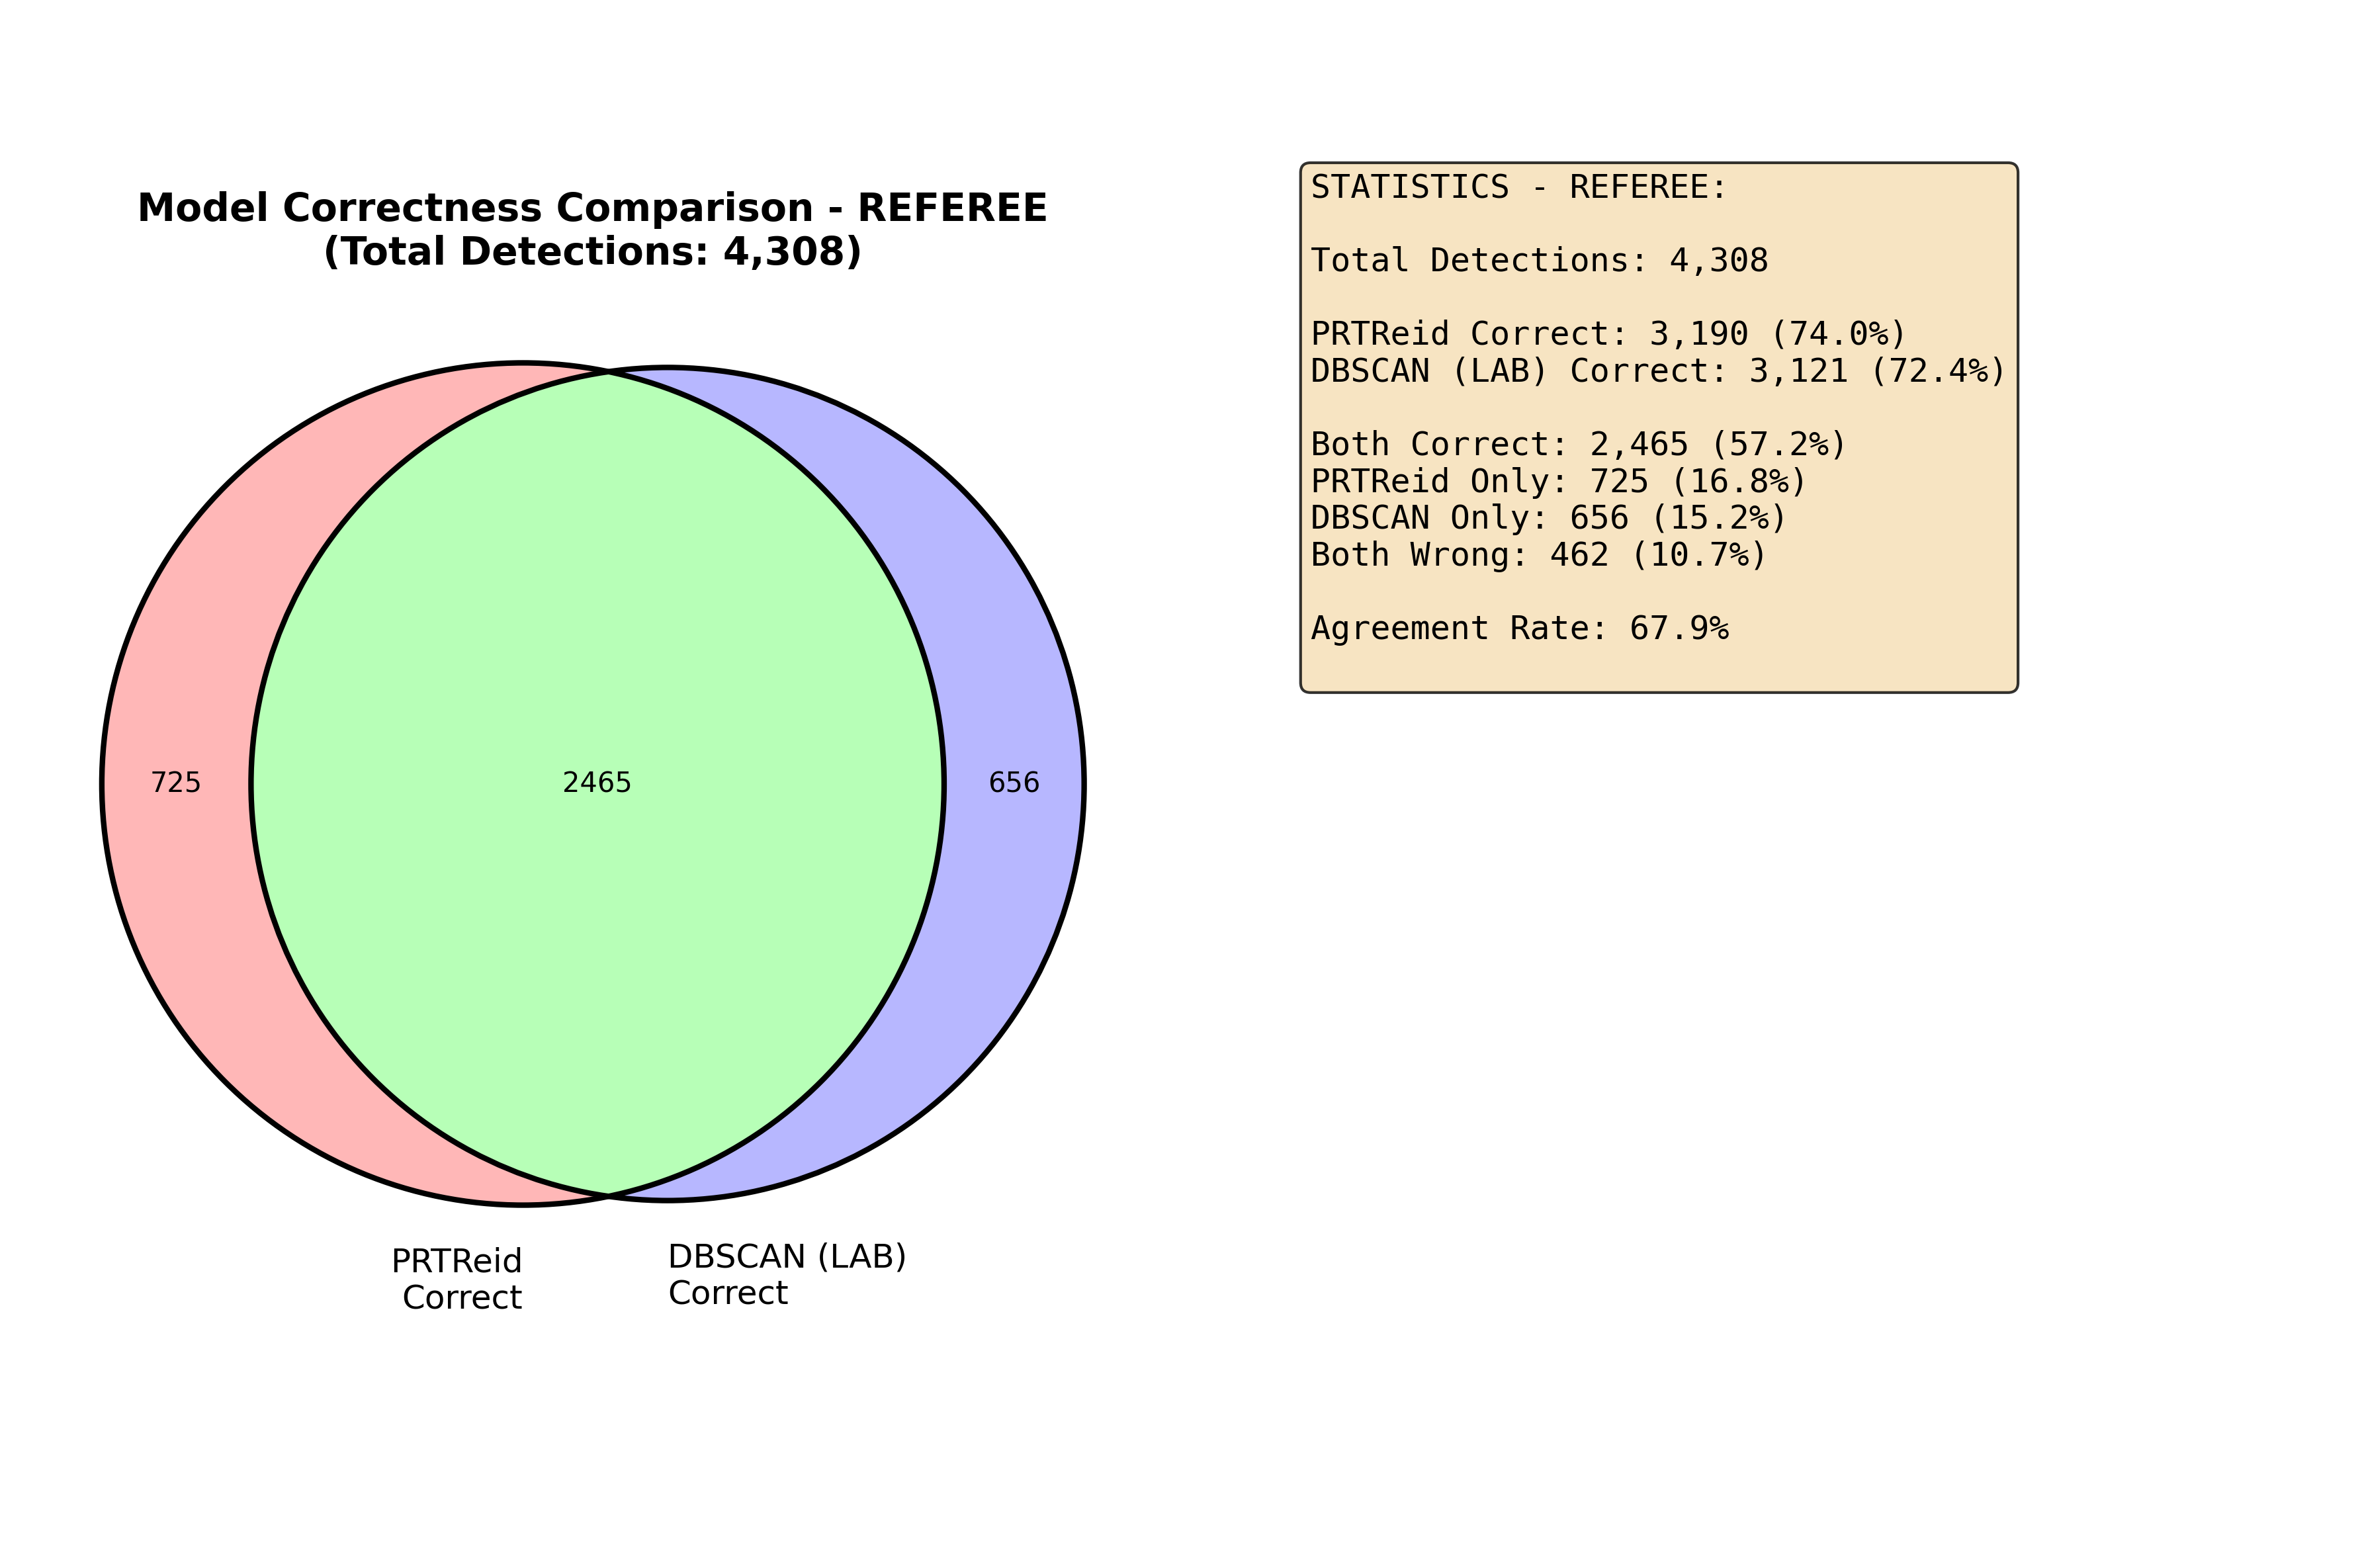 Model Correctness Comparison - REFEREE
(Total Detections: 4,308)
725
2465
656
PRTReid
Correct
DBSCAN (LAB)
Correct
STATISTICS - REFEREE:
Total Detections: 4,308
PRTReid Correct: 3,190 (74.0%)
DBSCAN (LAB) Correct: 3,121 (72.4%)
Both Correct: 2,465 (57.2%)
PRTReid Only: 725 (16.8%)
DBSCAN Only: 656 (15.2%)
Both Wrong: 462 (10.7%)
Agreement Rate: 67.9%